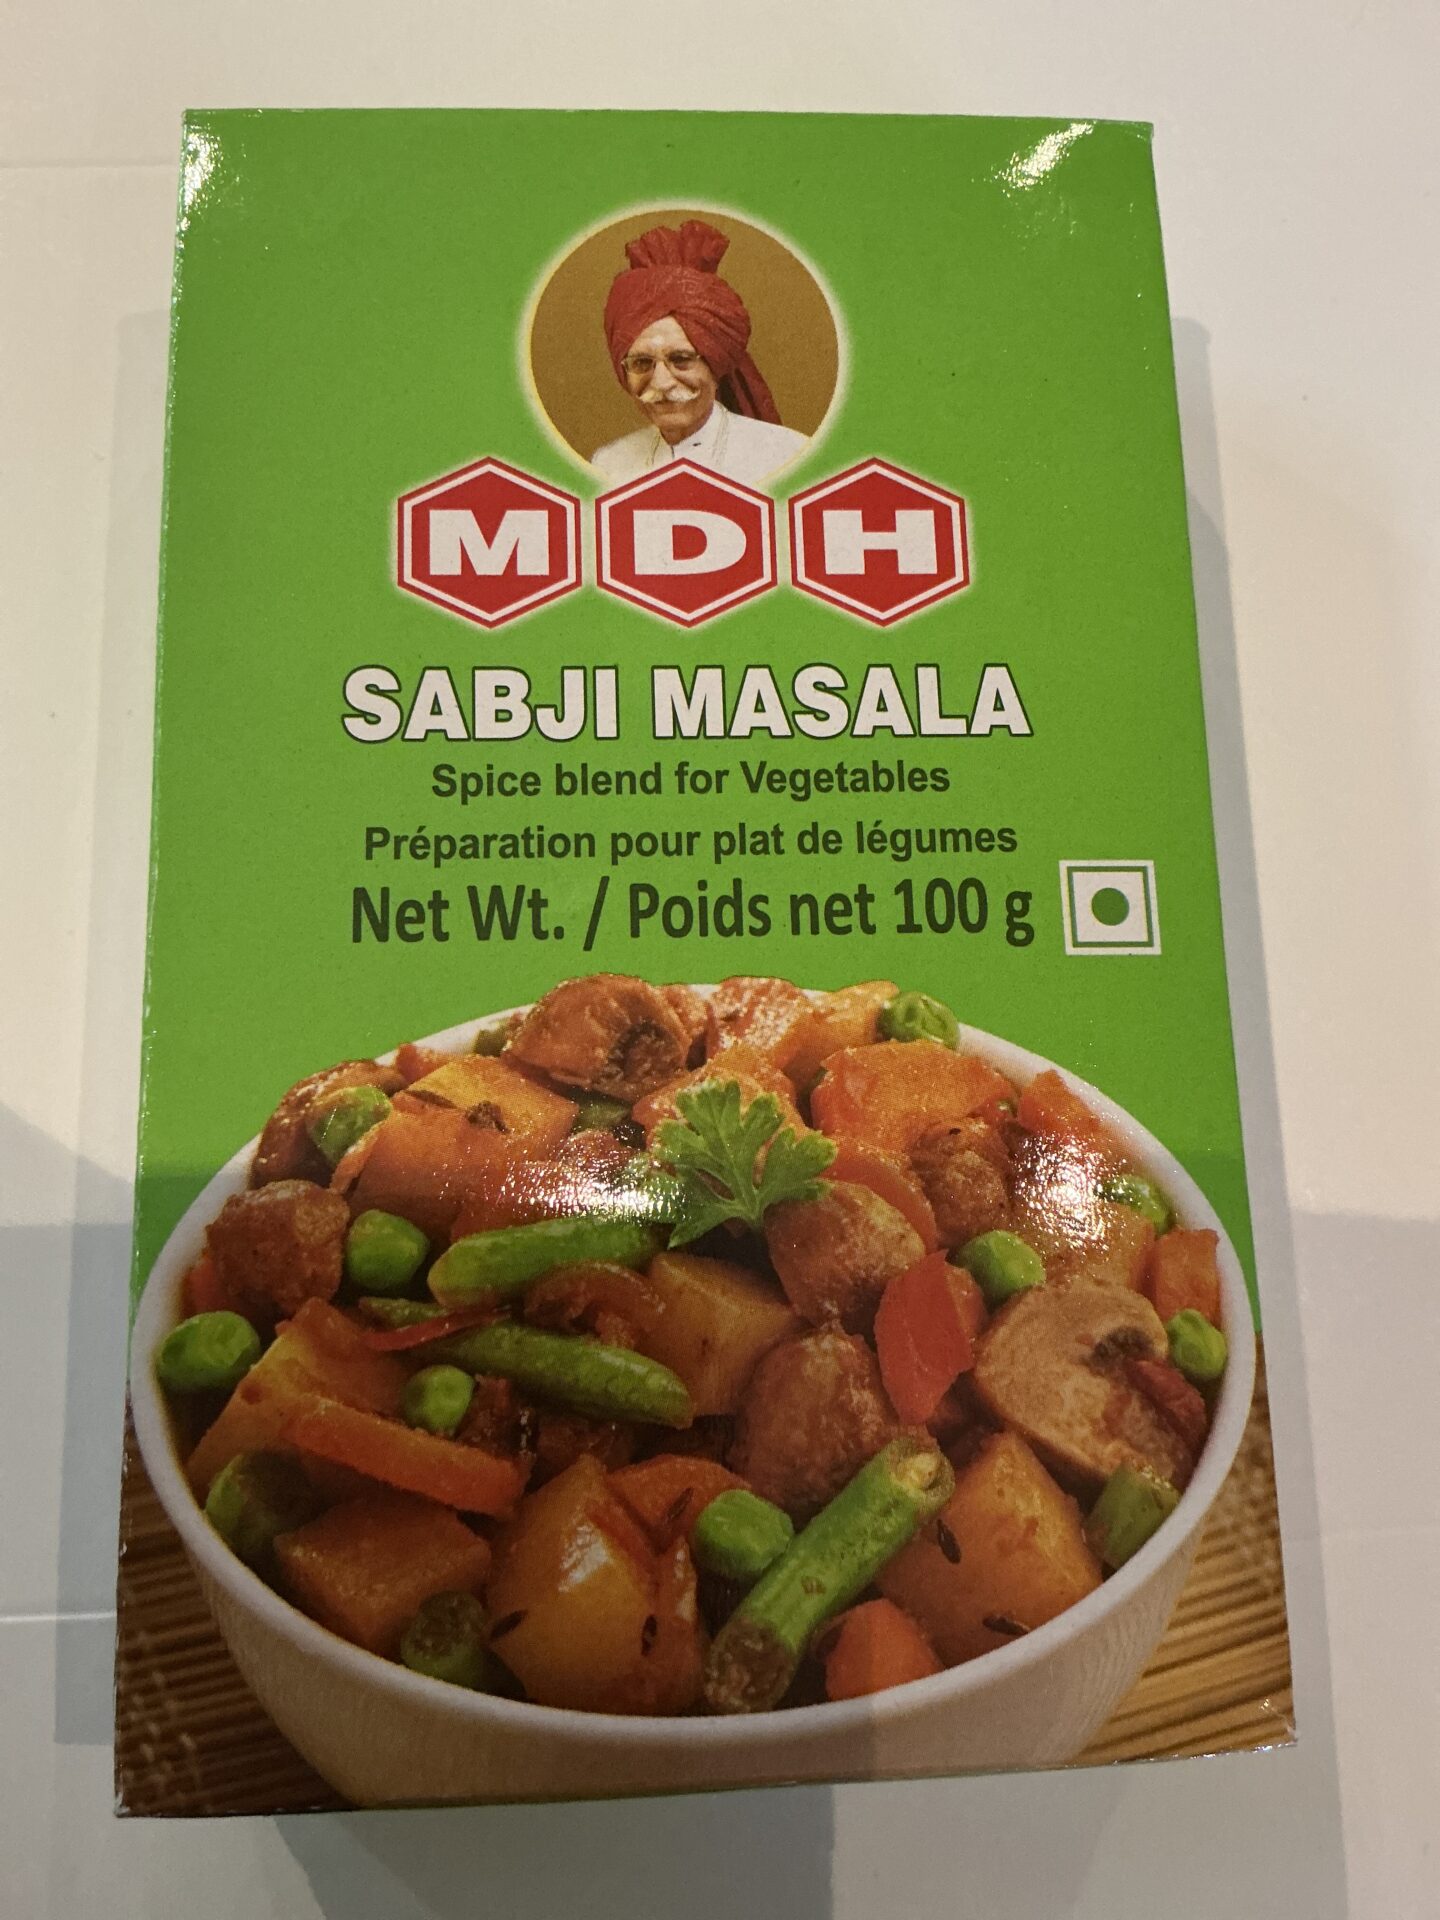 MDH
SABJI MASALA
Spice blend for Vegetables
Préparation pour plat de légumes
Net Wt. / Poids net 100 g